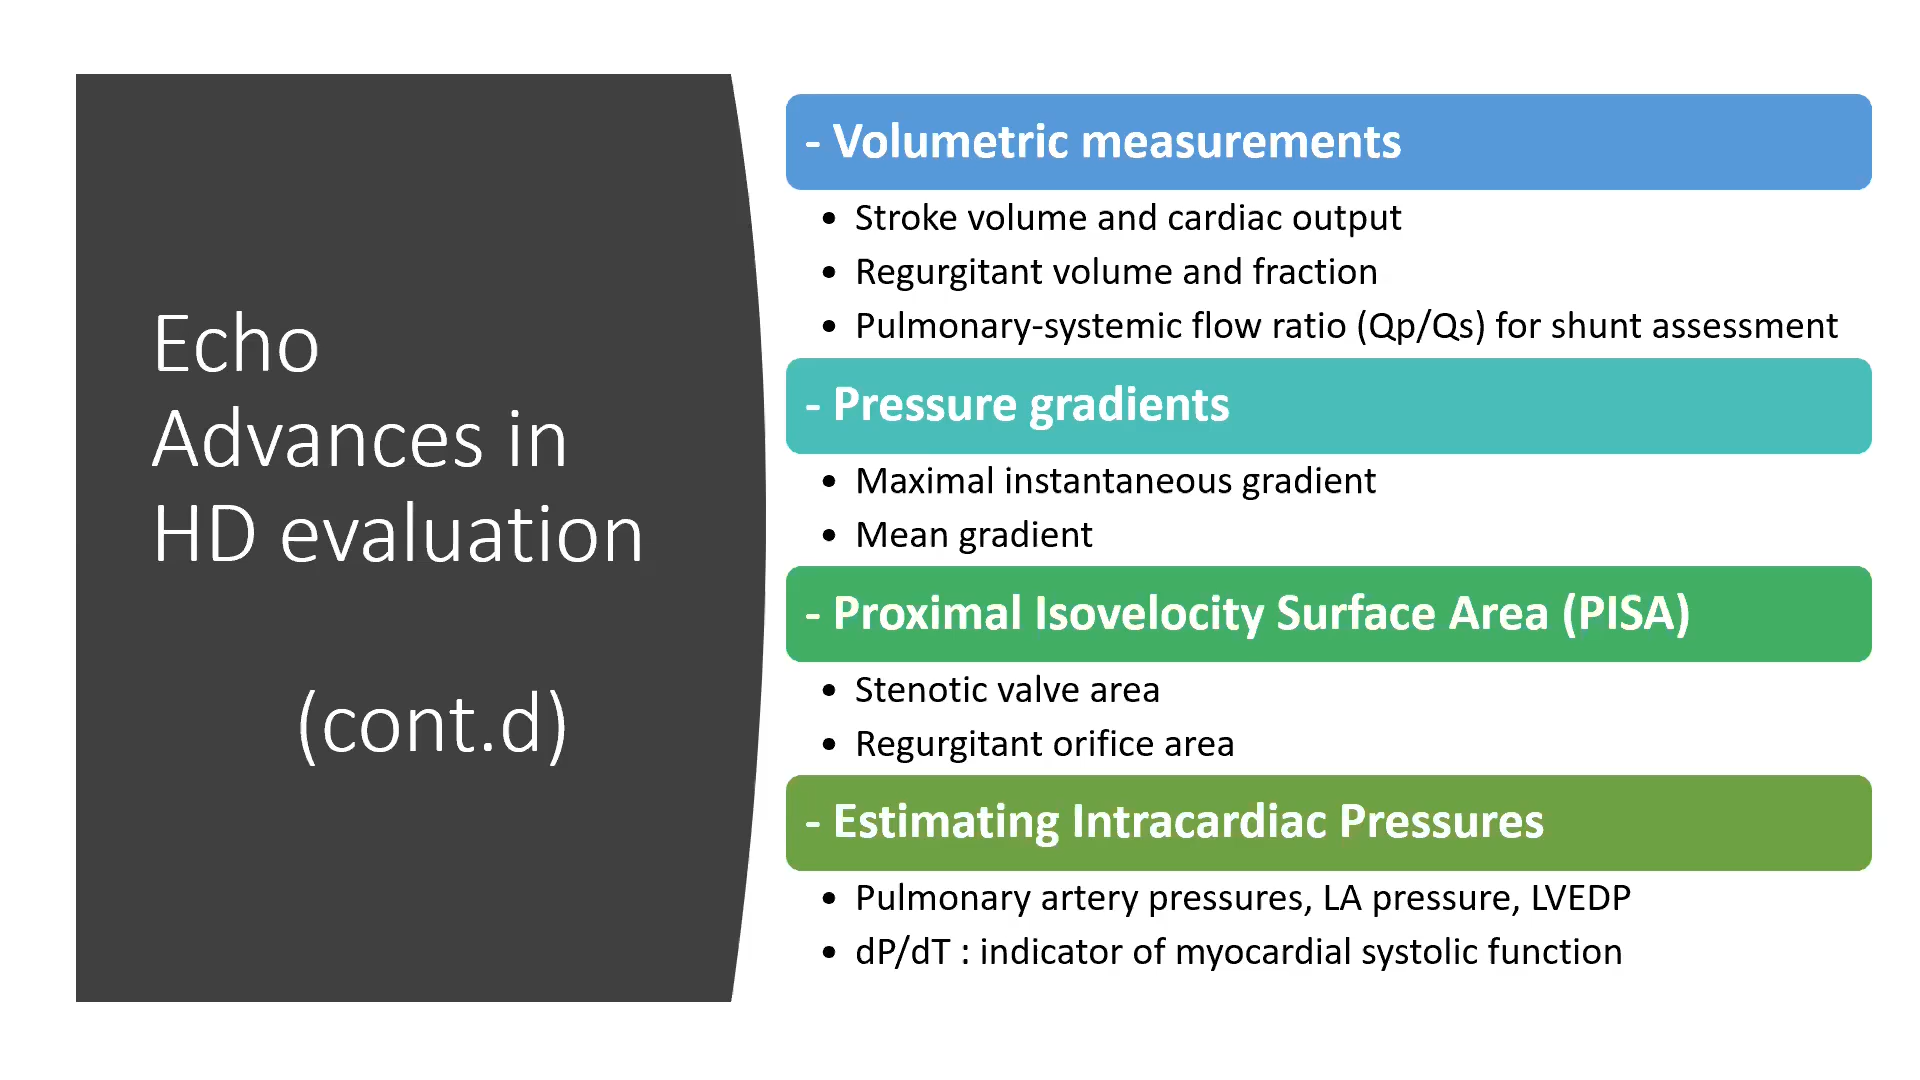 Echo
Advances in
HD evaluation
(cont.d)
- Volumetric measurements
• Stroke volume and cardiac output
• Regurgitant volume and fraction
• Pulmonary-systemic flow ratio (Qp/Qs) for shunt assessment
- Pressure gradients
• Maximal instantaneous gradient
• Mean gradient
- Proximal Isovelocity Surface Area (PISA)
• Stenotic valve area
• Regurgitant orifice area
- Estimating Intracardiac Pressures
• Pulmonary artery pressures, LA pressure, LVEDP
• dP/dT : indicator of myocardial systolic function